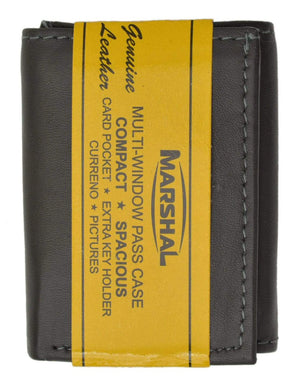 Genuine
Leather
MARSHAL
MULTI-WINDOW PASS CASE
COMPACT ★ SPACIOUS
CARD POCKET ★ EXTRA KEY HOLDER
CURRENO ★ PICTURES